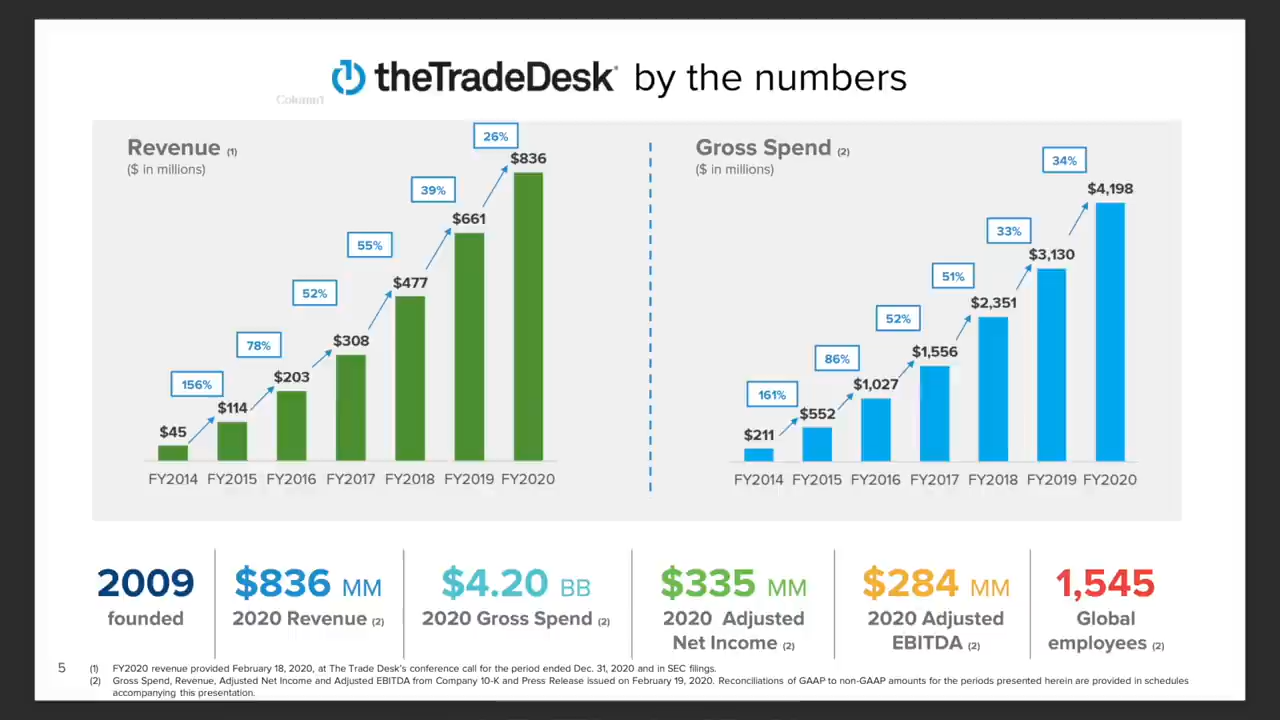 theTradeDesk® by the numbers
Column1
Revenue (1)
($ in millions)
26%
$836
39%
$661
55%
$477
52%
$308
78%
$203
156%
$114
$45
FY2014 FY2015 FY2016 FY2017 FY2018 FY2019 FY2020
Gross Spend (2)
($ in millions)
34%
$4,198
33%
$3,130
51%
$2,351
52%
$1,556
86%
$1,027
161%
$552
$211
FY2014 FY2015 FY2016 FY2017 FY2018 FY2019 FY2020
2009
founded
$836 MM
2020 Revenue (2)
$4.20 BB
2020 Gross Spend (2)
$335 MM
2020 Adjusted
Net Income (2)
$284 MM
2020 Adjusted
EBITDA (2)
1,545
Global
employees (2)
5
(1) FY2020 revenue provided February 18, 2020, at The Trade Desk's conference call for the period ended Dec. 31, 2020 and in SEC filings.
(2) Gross Spend, Revenue, Adjusted Net Income and Adjusted EBITDA from Company 10-K and Press Release issued on February 19, 2020. Reconciliations of GAAP to non-GAAP amounts for the periods presented herein are provided in schedules
accompanying this presentation.